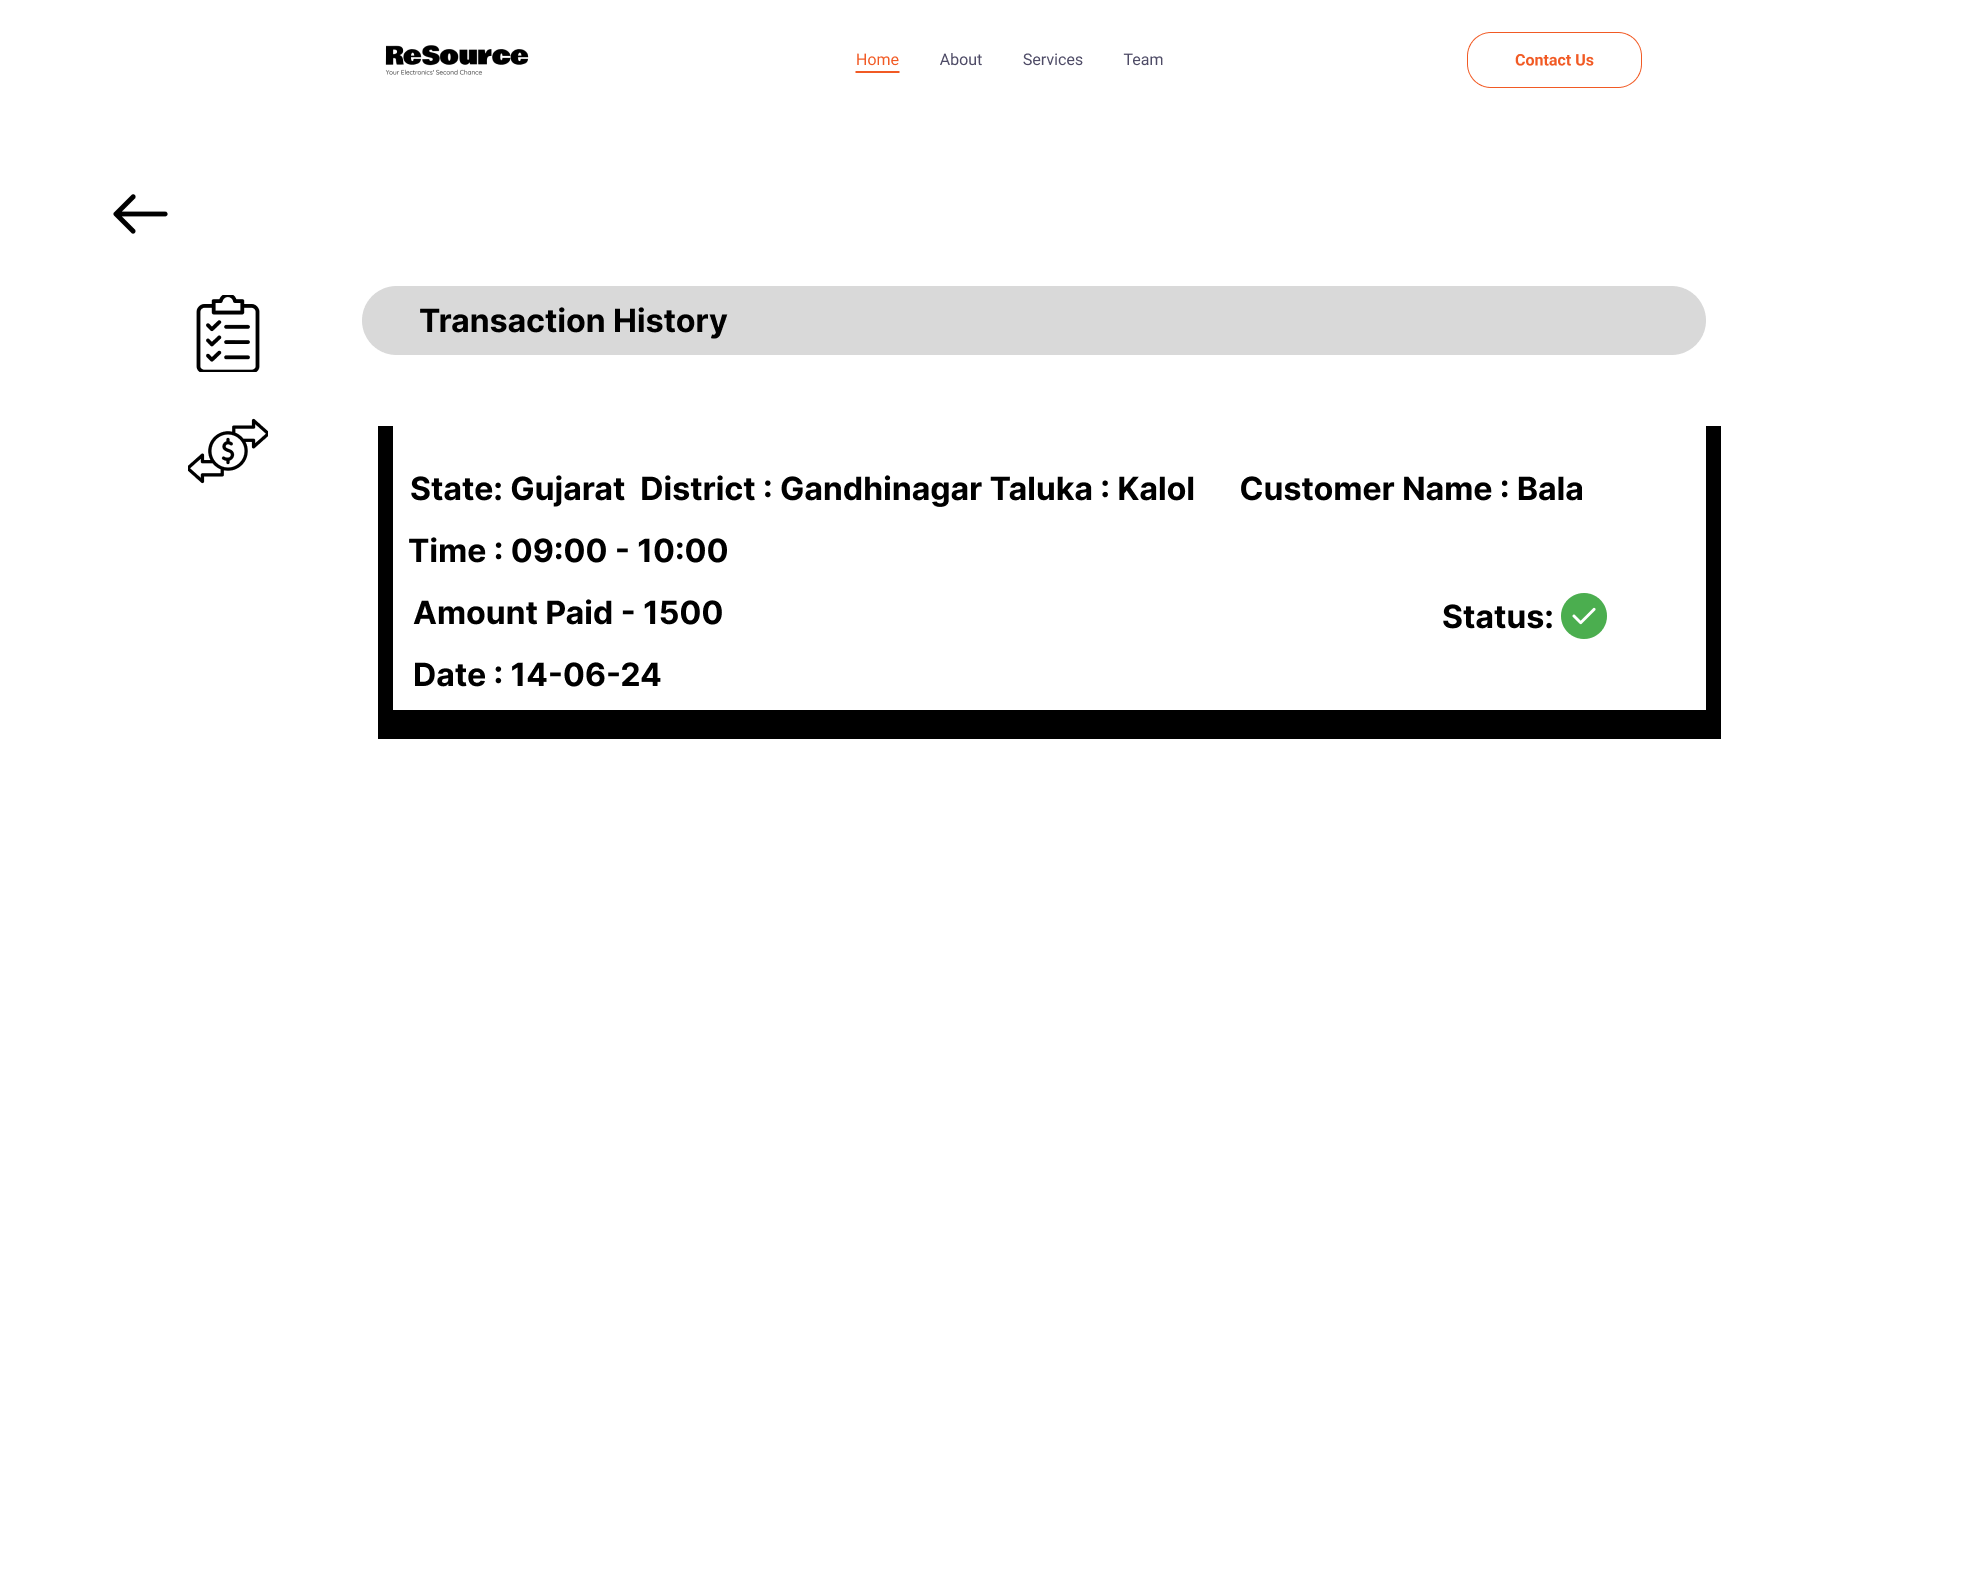 ReSource
Your Electronics' Second Chance
Home About Services Team
Contact Us
Transaction History
State: Gujarat District : Gandhinagar Taluka : Kalol Customer Name : Bala
Time : 09:00 - 10:00
Amount Paid - 1500
Status:
Date : 14-06-24